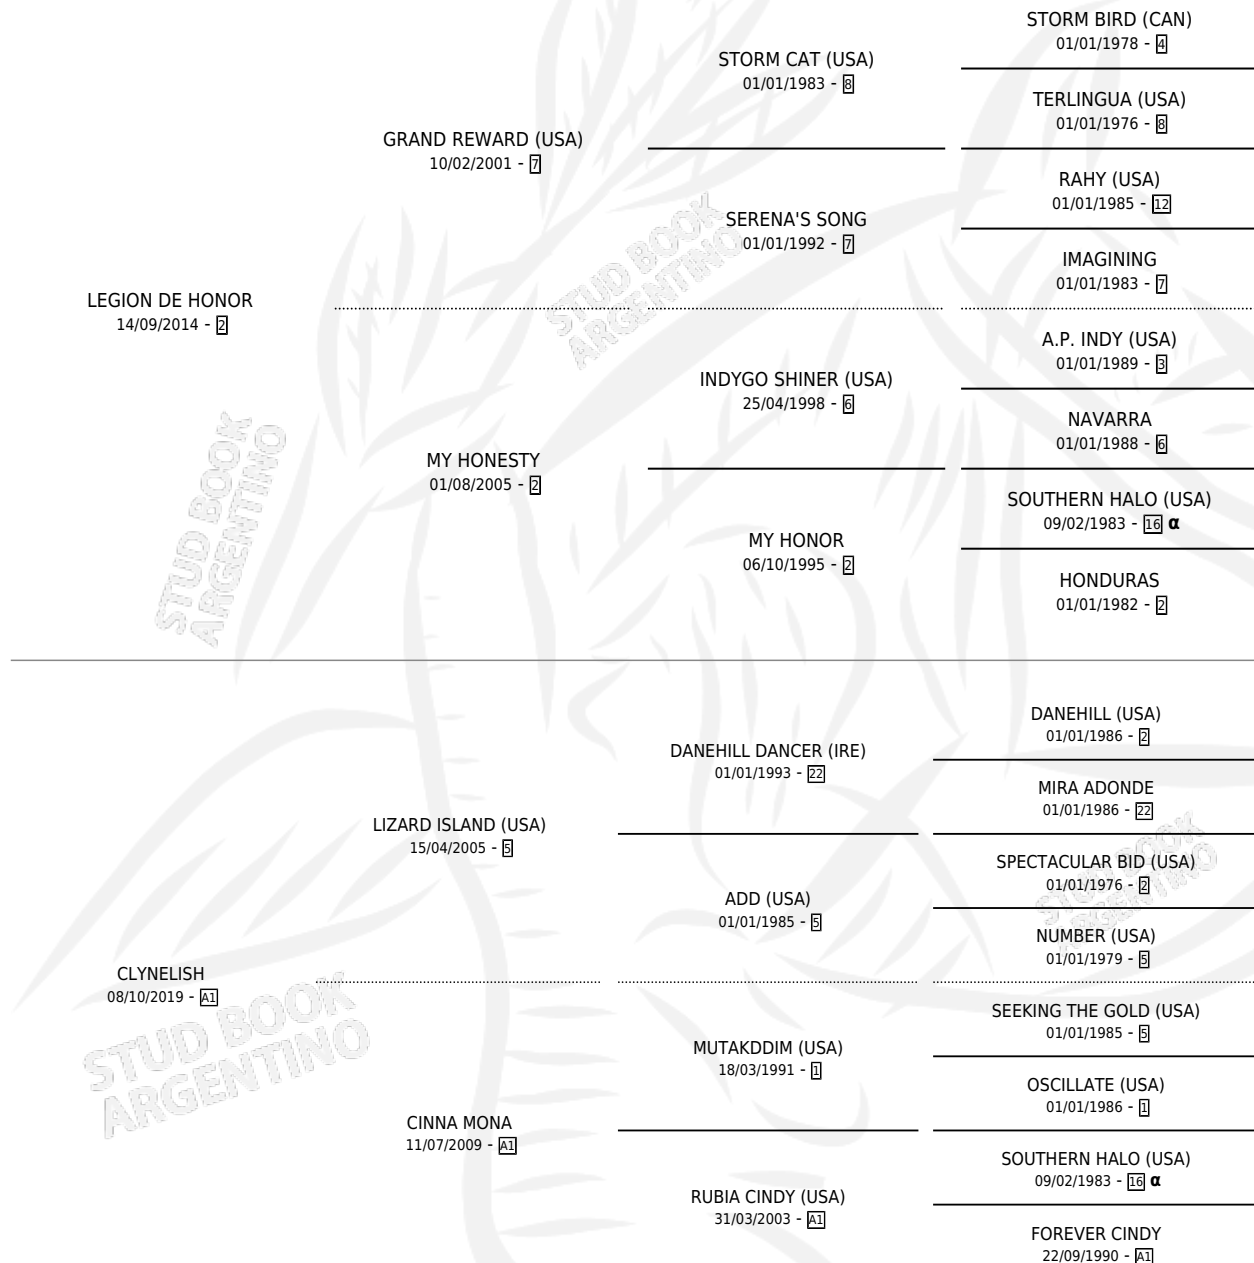 STORM BIRD (CAN)
01/01/1978 - 4
STORM CAT (USA)
01/01/1983 - 8
TERLINGUA (USA)
01/01/1976 - 8
GRAND REWARD (USA)
10/02/2001 - 7
RAHY (USA)
01/01/1985 - 12
SERENA'S SONG
01/01/1992 - 7
IMAGINING
01/01/1983 - 7
LEGION DE HONOR
14/09/2014 - 2
A.P. INDY (USA)
01/01/1989 - 3
INDYGO SHINER (USA)
25/04/1998 - 6
NAVARRA
01/01/1988 - 6
MY HONESTY
01/08/2005 - 2
SOUTHERN HALO (USA)
09/02/1983 - 16 α
MY HONOR
06/10/1995 - 2
HONDURAS
01/01/1982 - 2
STUD BOOK
ARGENTINO
STUD BOOK
ARGENTINO
DANEHILL (USA)
01/01/1986 - 2
DANEHILL DANCER (IRE)
01/01/1993 - 22
MIRA ADONDE
01/01/1986 - 22
LIZARD ISLAND (USA)
15/04/2005 - 5
SPECTACULAR BID (USA)
01/01/1976 - 2
ADD (USA)
01/01/1985 - 5
NUMBER (USA)
01/01/1979 - 5
CLYNELISH
08/10/2019 - A1
SEEKING THE GOLD (USA)
01/01/1985 - 5
MUTAKDDIM (USA)
18/03/1991 - 1
OSCILLATE (USA)
01/01/1986 - 1
CINNA MONA
11/07/2009 - A1
SOUTHERN HALO (USA)
09/02/1983 - 16 α
RUBIA CINDY (USA)
31/03/2003 - A1
FOREVER CINDY
22/09/1990 - A1
STUD BOOK
ARGENTINO
STUD BOOK
ARGENTINO